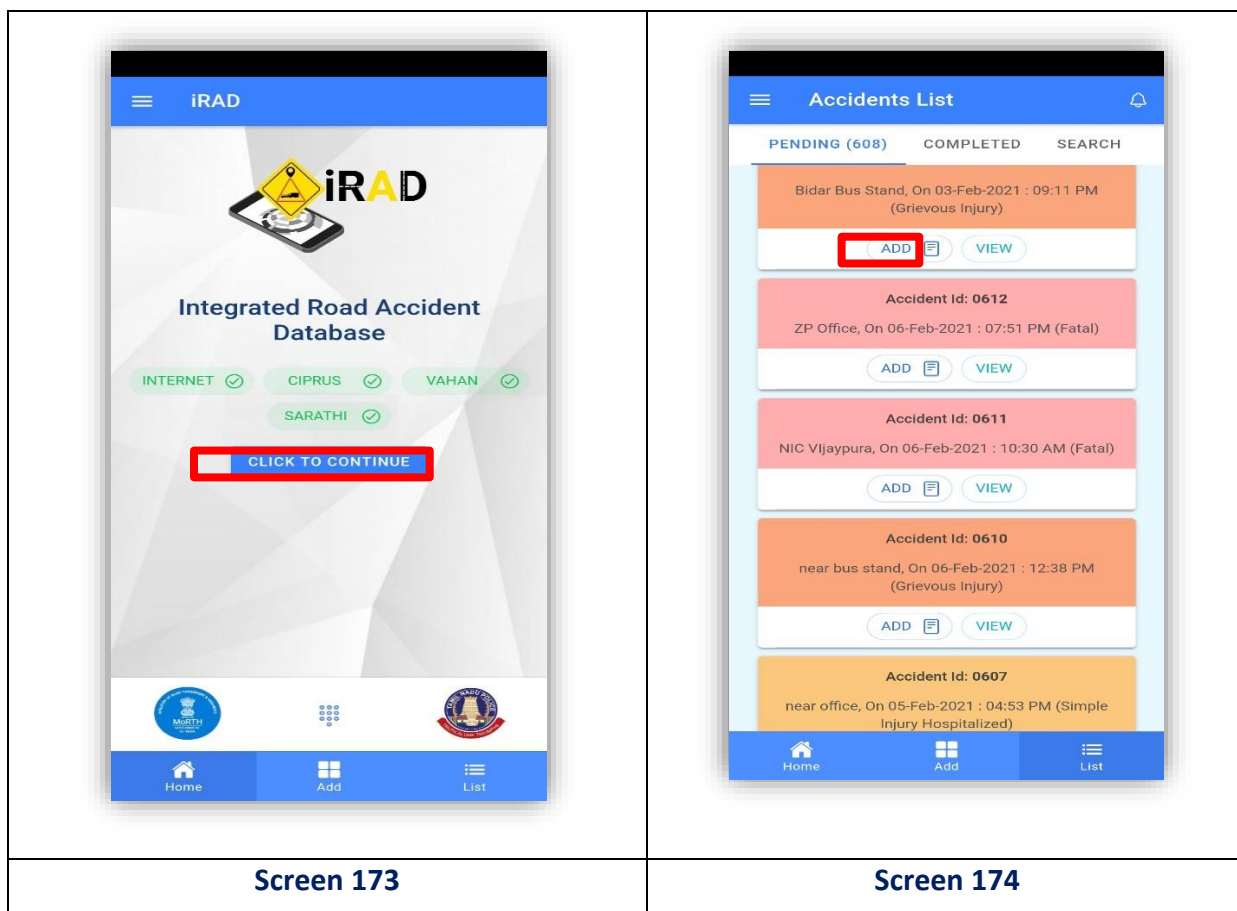 iRAD
iRAD
Integrated Road Accident
Database
INTERNET
CIPRUS
VAHAN
SARATHI
CLICK TO CONTINUE
MoRTH
TAMIL NADU POLICE
Home
Add
List
Screen 173
Accidents List
PENDING (608)
COMPLETED
SEARCH
Bidar Bus Stand, On 03-Feb-2021 : 09:11 PM
(Grievous Injury)
ADD
VIEW
Accident Id: 0612
ZP Office, On 06-Feb-2021 : 07:51 PM (Fatal)
ADD
VIEW
Accident Id: 0611
NIC VIjaypura, On 06-Feb-2021 : 10:30 AM (Fatal)
ADD
VIEW
Accident Id: 0610
near bus stand, On 06-Feb-2021 : 12:38 PM
(Grievous Injury)
ADD
VIEW
Accident Id: 0607
near office, On 05-Feb-2021 : 04:53 PM (Simple
Injury Hospitalized)
Home
Add
List
Screen 174